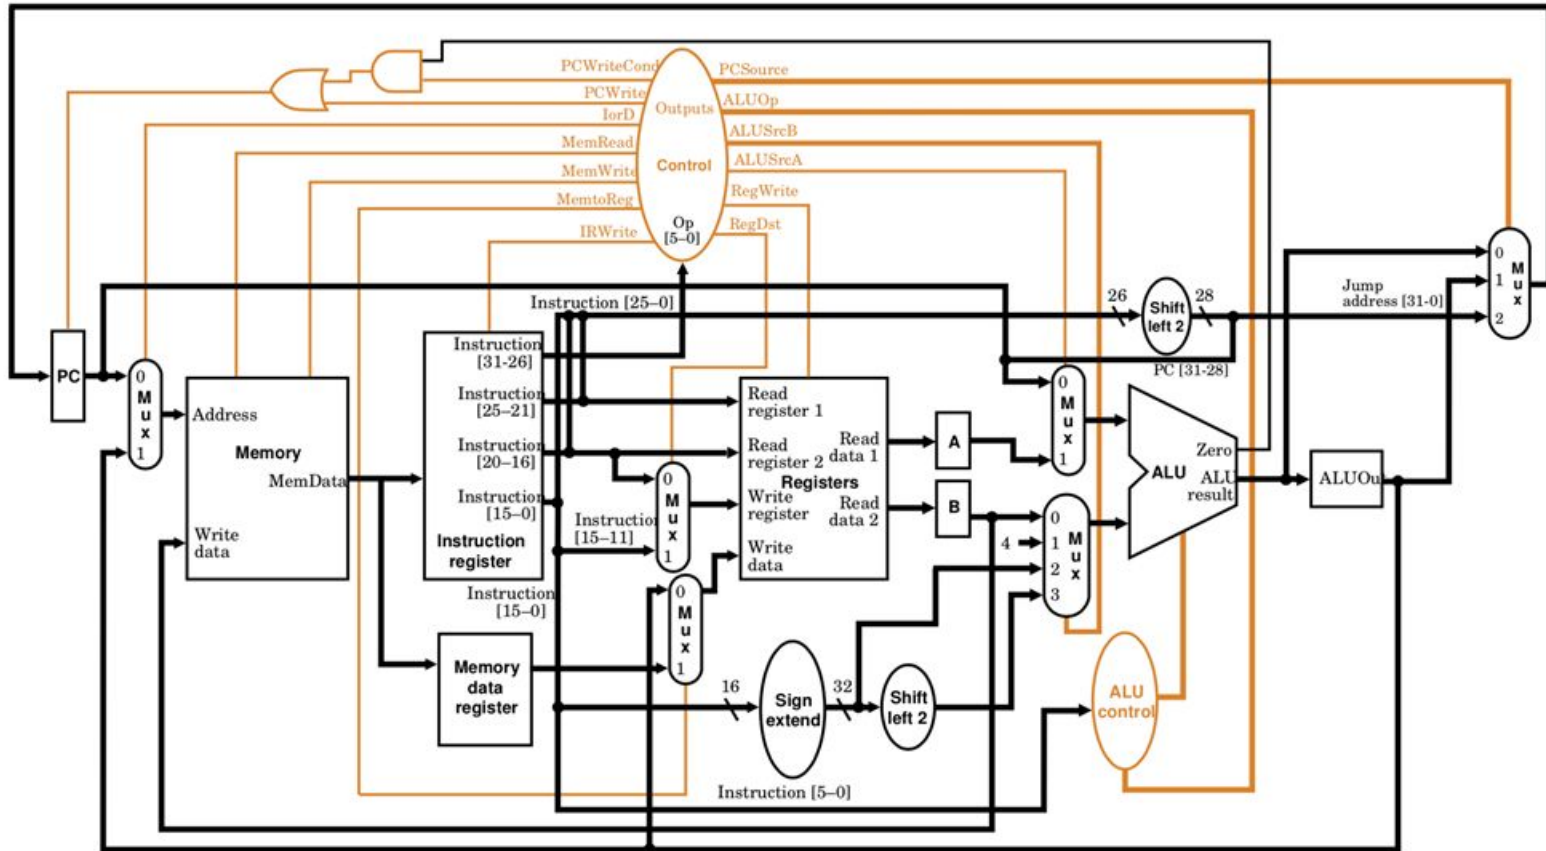 PCWriteCond
PCSource
PCWrite
Outputs
ALUOp
IorD
ALUSrcB
MemRead
Control
ALUSrcA
MemWrite
RegWrite
MemtoReg
Op
[5–0]
RegDst
IRWrite
Instruction [25–0]
26
Shift
left 2
28
Jump
address [31-0]
0
1
2
M
u
x
PC [31-28]
PC
0
M
u
x
1
Address
Memory
MemData
Write
data
Instruction
[31-26]
Instruction
[25–21]
Instruction
[20–16]
Instruction
[15–0]
Instruction
register
Instruction
[15–11]
Instruction
[15–0]
0
M
u
x
1
0
M
u
x
1
Memory
data
register
Read
register 1
Read
register 2
Registers
Write
register
Write
data
Read
data 1
Read
data 2
A
B
0
M
u
x
1
4
0
1
2
3
M
u
x
Zero
ALU
ALU
result
ALUOu
16
Sign
extend
32
Shift
left 2
ALU
control
Instruction [5–0]